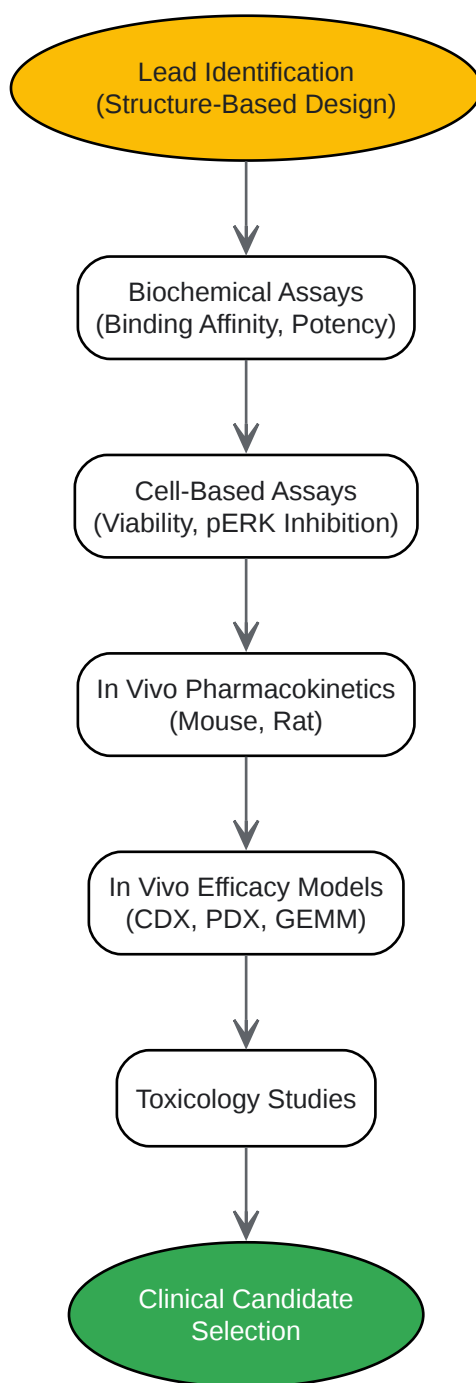 Lead Identification
(Structure-Based Design)
Biochemical Assays
(Binding Affinity, Potency)
Cell-Based Assays
(Viability, pERK Inhibition)
In Vivo Pharmacokinetics
(Mouse, Rat)
In Vivo Efficacy Models
(CDX, PDX, GEMM)
Toxicology Studies
Clinical Candidate
Selection